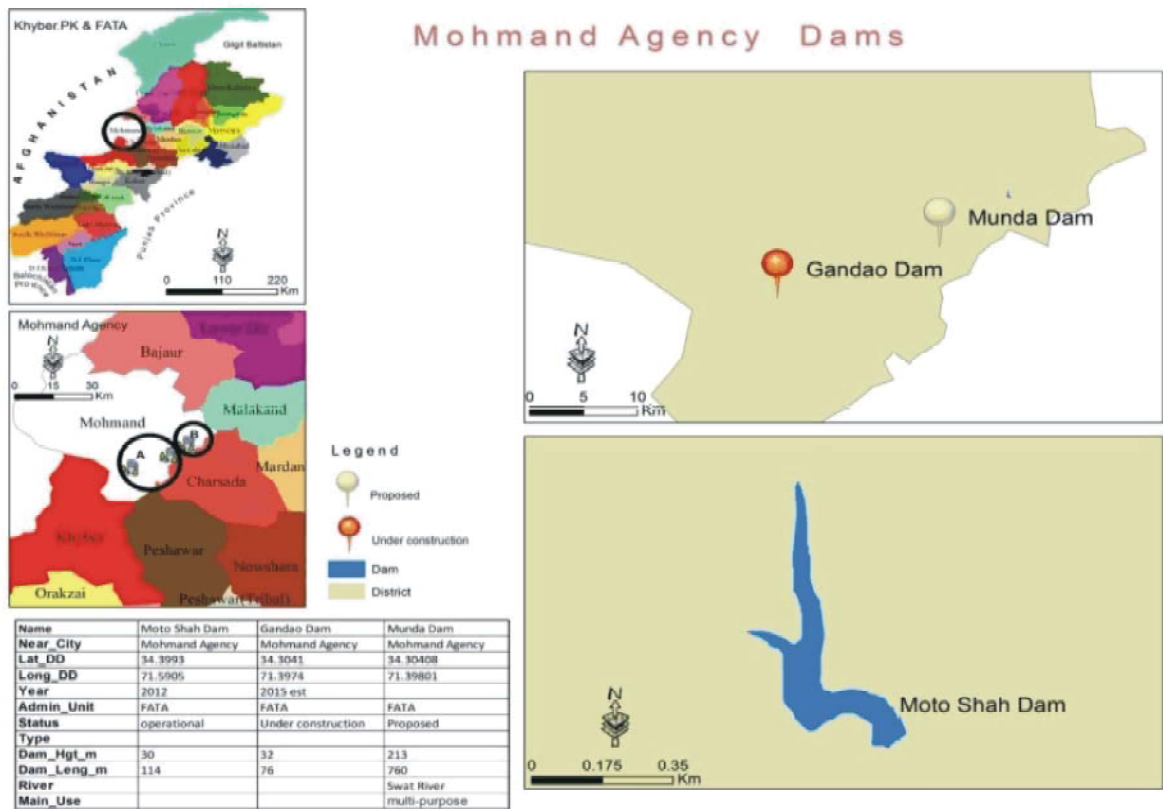 Mohmand Agency Dams
Khyber.PK & FATA
Gilgit Baltistan
AFGHANISTAN
Mohmand
Punjab Province
Balochistan Province
N
0 110 220
Km
Mohmand Agency
N
0 15 30
Km
Bajaur
Mohmand
Malakand
A
B
Mardan
Charsada
Khyber
Peshawar
Nowshara
Orakzai
Peshawar(Tribal)
Legend
Proposed
Under construction
Dam
District
Munda Dam
Gandao Dam
N
0 5 10
Km
Moto Shah Dam
N
0 0.175 0.35
Km
Name Moto Shah Dam Gandao Dam Munda Dam
Near_City Mohmand Agency Mohmand Agency Mohmand Agency
Lat_DD 34.3993 34.3041 34.30408
Long_DD 71.5905 71.3974 71.39801
Year 2012 2015 est
Admin_Unit FATA FATA FATA
Status operational Under construction Proposed
Type
Dam_Hgt_m 30 32 213
Dam_Leng_m 114 76 760
River Swat River
Main_Use multi-purpose